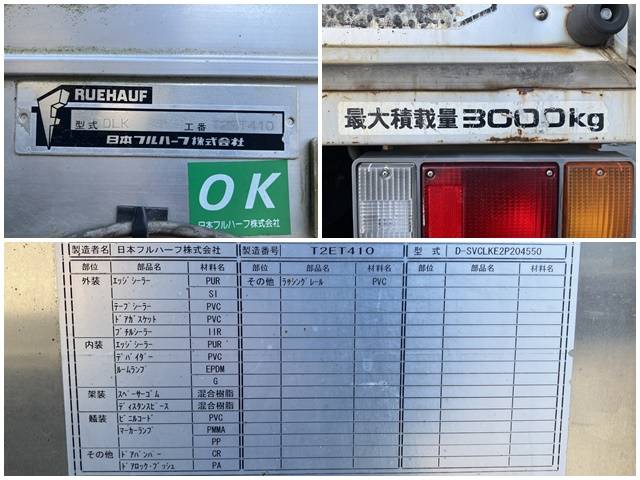 RUEHAUF
型式 DLK 工番 T2ET410
日本フルハーフ株式会社
OK
日本フルハーフ株式会社
最大積載量3000kg
製造者名 日本フルハーフ株式会社 製造番号 T2ET410 型式 D-SVCLKE2P204550
部位 部品名 材料名 部位 部品名 材料名 部位 部品名 材料名
外装 エッジシーラー PUR その他 ラッシングレール PVC
SI
テープシーラー PVC
ドアガスケット PVC
ブチルシーラー IIR
内装 エッジシーラー PUR
デバイダー PVC
ルームランプ EPDM
G
架装 スペーサーゴム 混合樹脂
ディスタンスピース 混合樹脂
艤装 ビニルコード PVC
マーカーランプ PMMA
PP
その他 ドアバンパー CR
ドアロック・ブッシュ PA